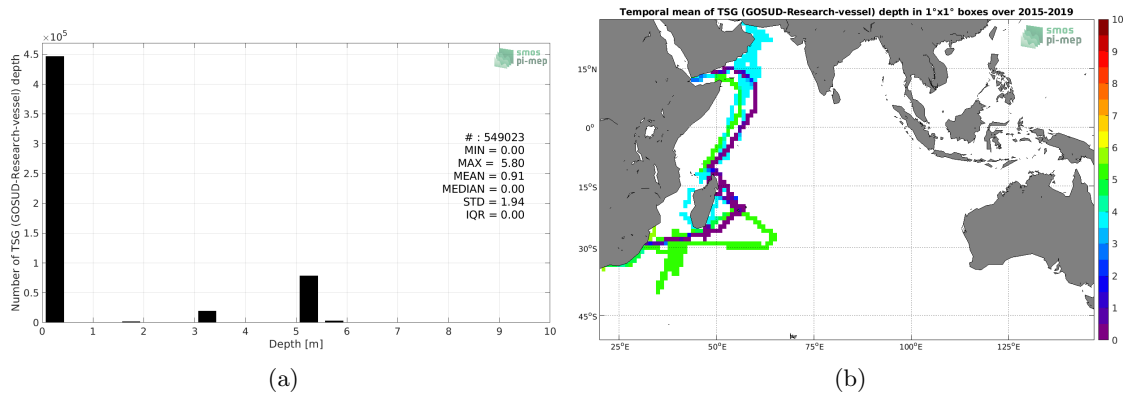 ×10⁵
4.5
4
3.5
3
2.5
2
1.5
1
0.5
0
Number of TSG (GOSUD-Research-vessel) depth
smos
pi-mep
# : 549023
MIN = 0.00
MAX = 5.80
MEAN = 0.91
MEDIAN = 0.00
STD = 1.94
IQR = 0.00
0 1 2 3 4 5 6 7 8 9 10
Depth [m]
(a)
Temporal mean of TSG (GOSUD-Research-vessel) depth in 1°x1° boxes over 2015-2019
smos
pi-mep
15°N
0°
15°S
30°S
45°S
25°E 50°E 75°E 100°E 125°E
10
9
8
7
6
5
4
3
2
1
0
(b)